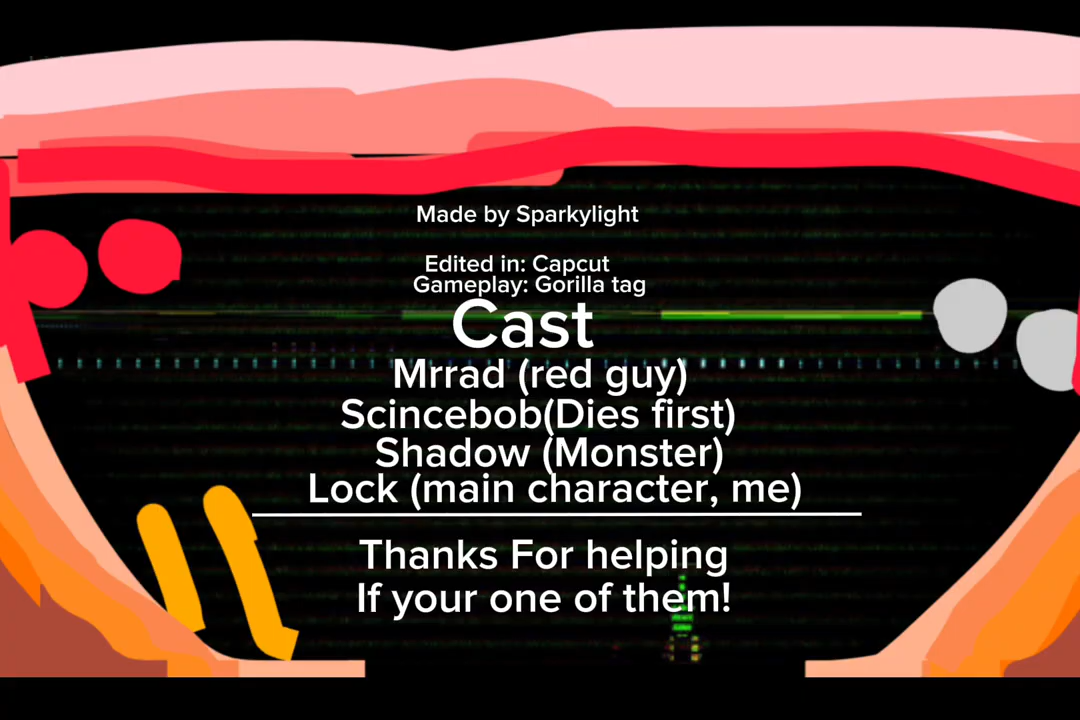 Made by Sparkylight
Edited in: Capcut
Gameplay: Gorilla tag
Cast
Mrrad (red guy)
Scincebob(Dies first)
Shadow (Monster)
Lock (main character, me)
Thanks For helping
If your one of them!